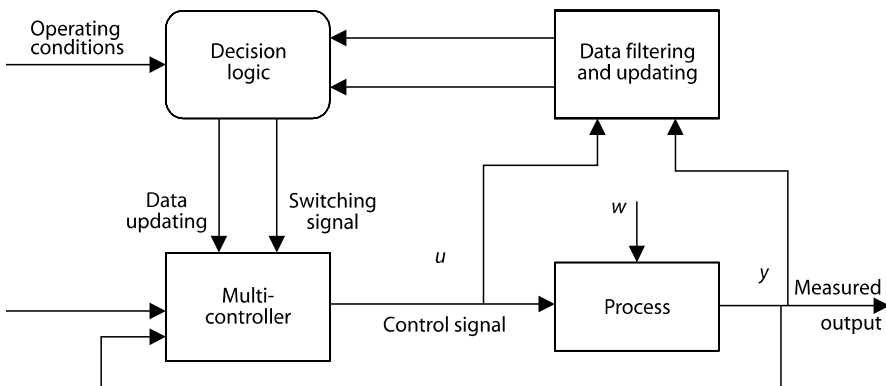 Operating
conditions
Decision
logic
Data filtering
and updating
Data
updating
Switching
signal
w
u
y
Multi-
controller
Control signal
Process
Measured
output